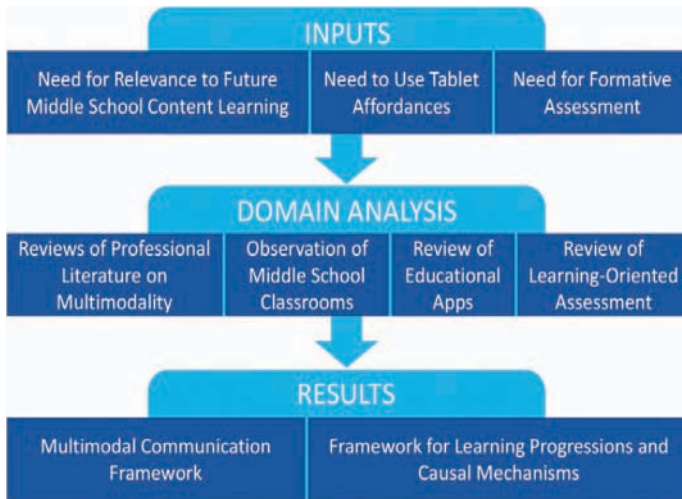 INPUTS
Need for Relevance to Future
Middle School Content Learning
Need to Use Tablet
Affordances
Need for Formative
Assessment
DOMAIN ANALYSIS
Reviews of Professional
Literature on
Multimodality
Observation of
Middle School
Classrooms
Review of
Educational
Apps
Review of
Learning-Oriented
Assessment
RESULTS
Multimodal Communication
Framework
Framework for Learning Progressions and
Causal Mechanisms